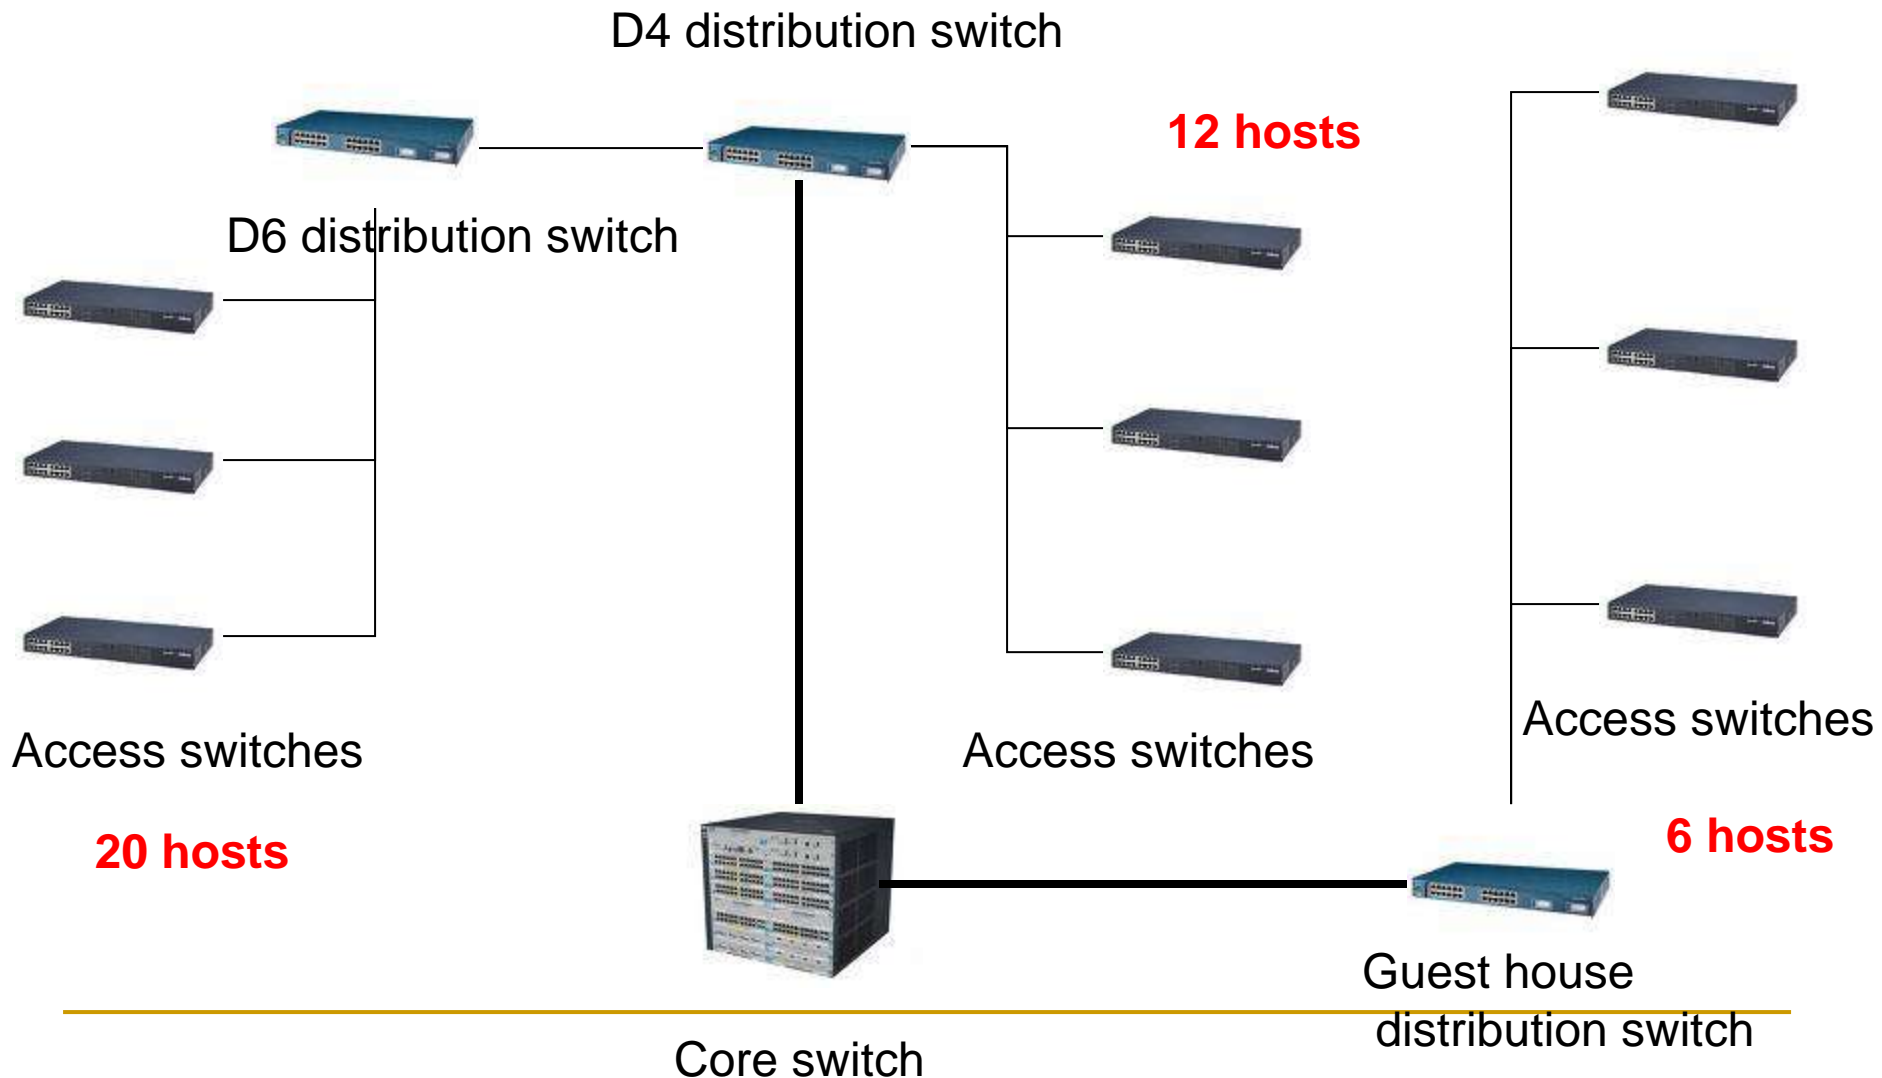 D4 distribution switch
12 hosts
D6 distribution switch
Access switches
Access switches
Access switches
20 hosts
6 hosts
Guest house
distribution switch
Core switch